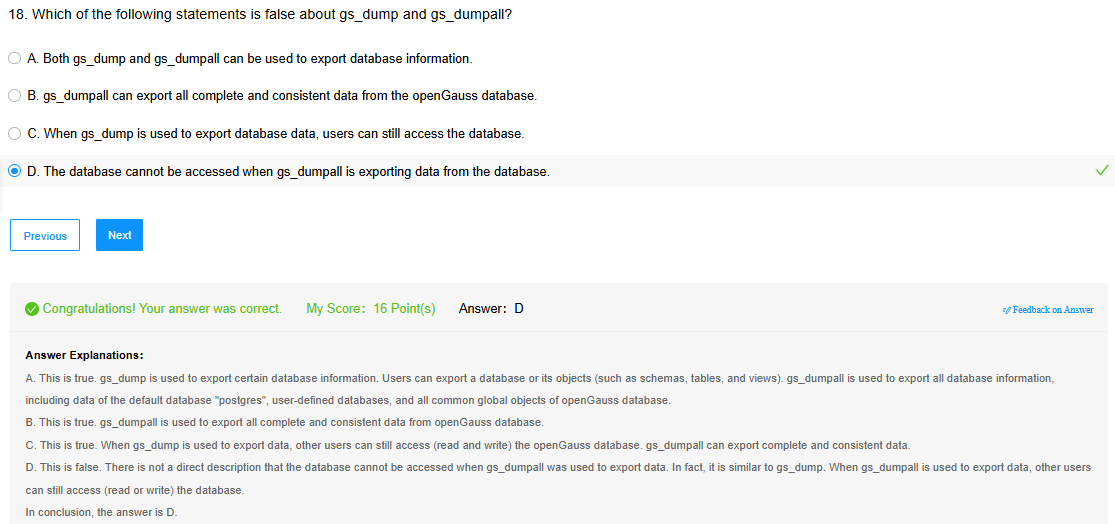 18. Which of the following statements is false about gs_dump and gs_dumpall?
A. Both gs_dump and gs_dumpall can be used to export database information.
B. gs_dumpall can export all complete and consistent data from the openGauss database.
C. When gs_dump is used to export database data, users can still access the database.
D. The database cannot be accessed when gs_dumpall is exporting data from the database.
Previous Next
Congratulations! Your answer was correct. My Score: 16 Point(s) Answer: D Feedback on Answer
Answer Explanations:
A. This is true. gs_dump is used to export certain database information. Users can export a database or its objects (such as schemas, tables, and views). gs_dumpall is used to export all database information,
including data of the default database "postgres", user-defined databases, and all common global objects of openGauss database.
B. This is true. gs_dumpall is used to export all complete and consistent data from openGauss database.
C. This is true. When gs_dump is used to export data, other users can still access (read and write) the openGauss database. gs_dumpall can export complete and consistent data.
D. This is false. There is not a direct description that the database cannot be accessed when gs_dumpall was used to export data. In fact, it is similar to gs_dump. When gs_dumpall is used to export data, other users
can still access (read or write) the database.
In conclusion, the answer is D.